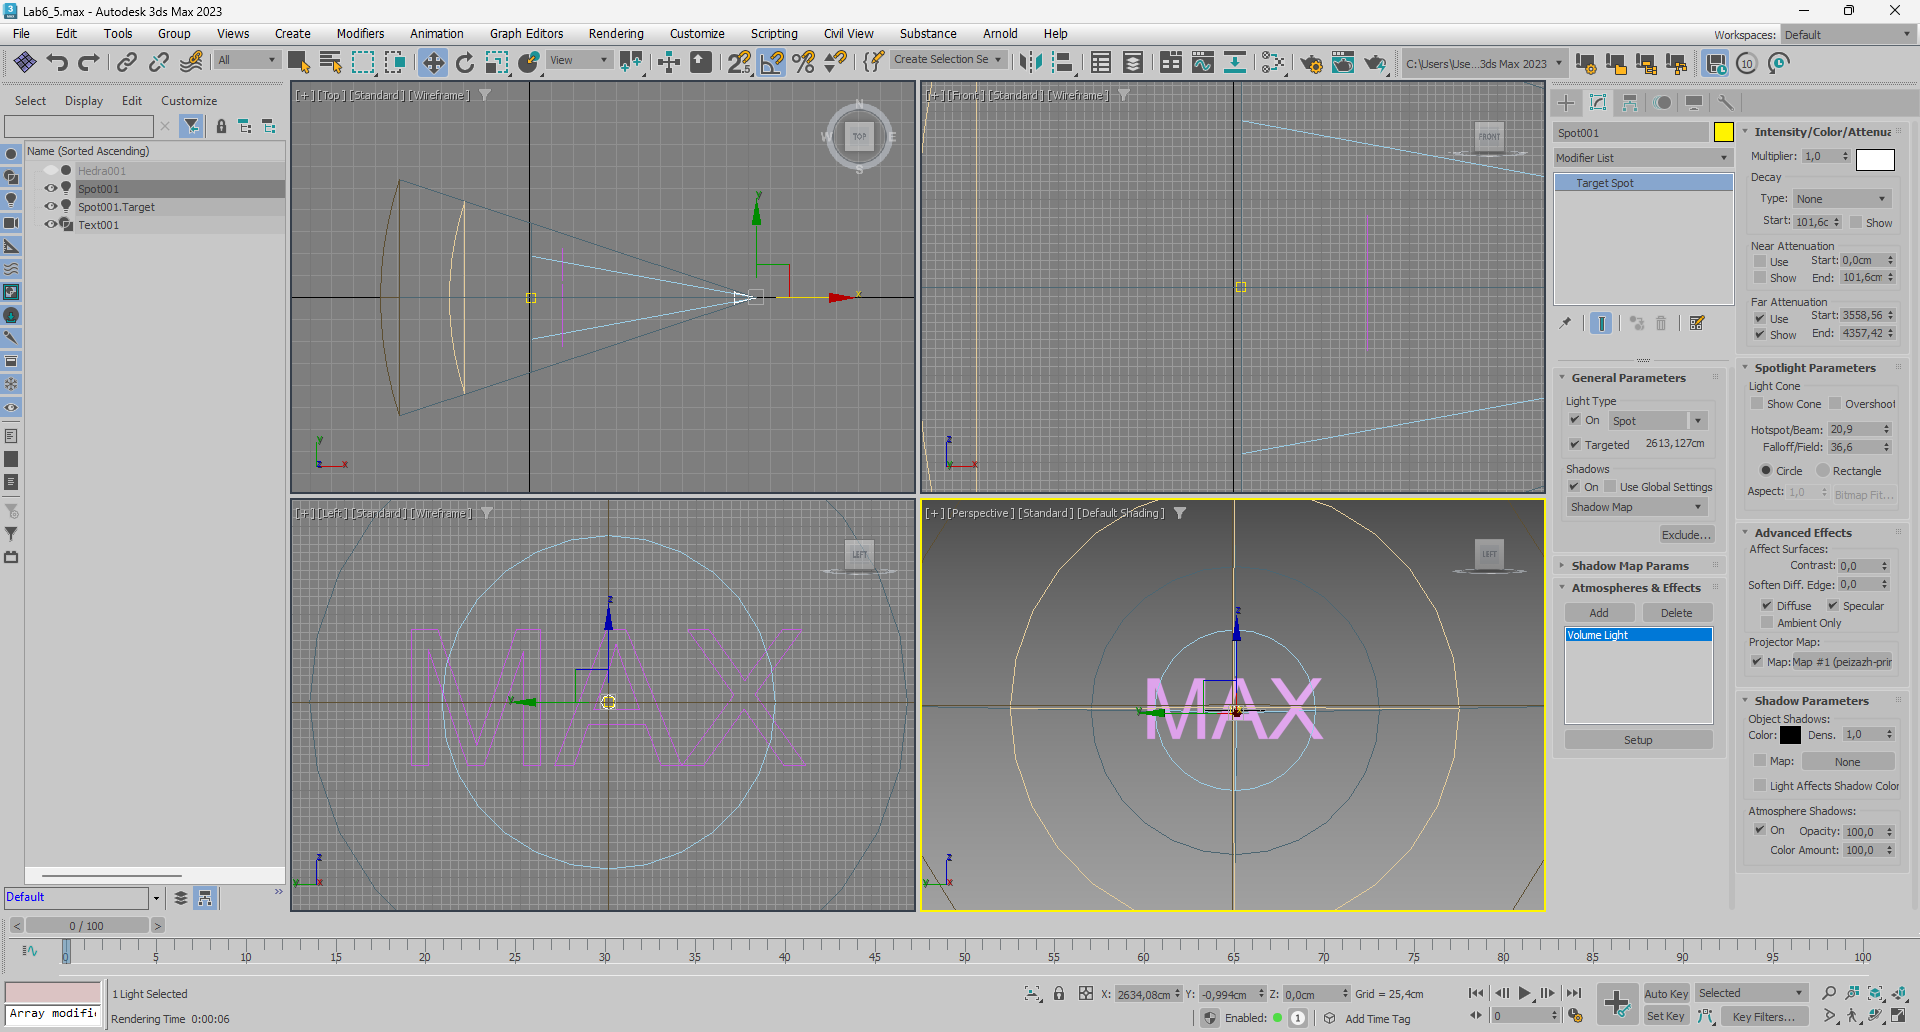 Lab6_5.max - Autodesk 3ds Max 2023
File Edit Tools Group Views Create Modifiers Animation Graph Editors Rendering Customize Scripting Civil View Substance Arnold Help
Workspaces: Default
All
View
Create Selection Se
C:\Users\Use...3ds Max 2023
10
Select Display Edit Customize
Name (Sorted Ascending)
Hedra001
Spot001
Spot001.Target
Text001
Default
[+] [Top] [Standard] [Wireframe]
N
W TOP E
S
y
x
y
z x
[+] [Front] [Standard] [Wireframe]
FRONT
z
y x
[+] [Left] [Standard] [Wireframe]
LEFT
z
y
z
y x
[+] [Perspective] [Standard] [Default Shading]
LEFT
z
MAX
y
z
y x
Spot001
Modifier List
Target Spot
General Parameters
Light Type
On Spot
Targeted 2613,127cm
Shadows
On Use Global Settings
Shadow Map
Exclude...
Shadow Map Params
Atmospheres & Effects
Add Delete
Volume Light
Setup
Intensity/Color/Attenua
Multiplier: 1,0
Decay
Type: None
Start: 101,6c Show
Near Attenuation
Use Start: 0,0cm
Show End: 101,6cm
Far Attenuation
Use Start: 3558,56
Show End: 4357,42
Spotlight Parameters
Light Cone
Show Cone Overshoot
Hotspot/Beam: 20,9
Falloff/Field: 36,6
Circle Rectangle
Aspect: 1,0 Bitmap Fit...
Advanced Effects
Affect Surfaces:
Contrast: 0,0
Soften Diff. Edge: 0,0
Diffuse Specular
Ambient Only
Projector Map:
Map: Map #1 (peizazh-prir
Shadow Parameters
Object Shadows:
Color: Dens. 1,0
Map: None
Light Affects Shadow Color
Atmosphere Shadows:
On Opacity: 100,0
Color Amount: 100,0
< 0 / 100 >
0 5 10 15 20 25 30 35 40 45 50 55 60 65 70 75 80 85 90 95 100
1 Light Selected
X: 2634,08cm Y: -0,994cm Z: 0,0cm Grid = 25,4cm
Auto Key Selected
Array modifi
Rendering Time 0:00:06
Enabled: 1 Add Time Tag
0
Set Key Key Filters...